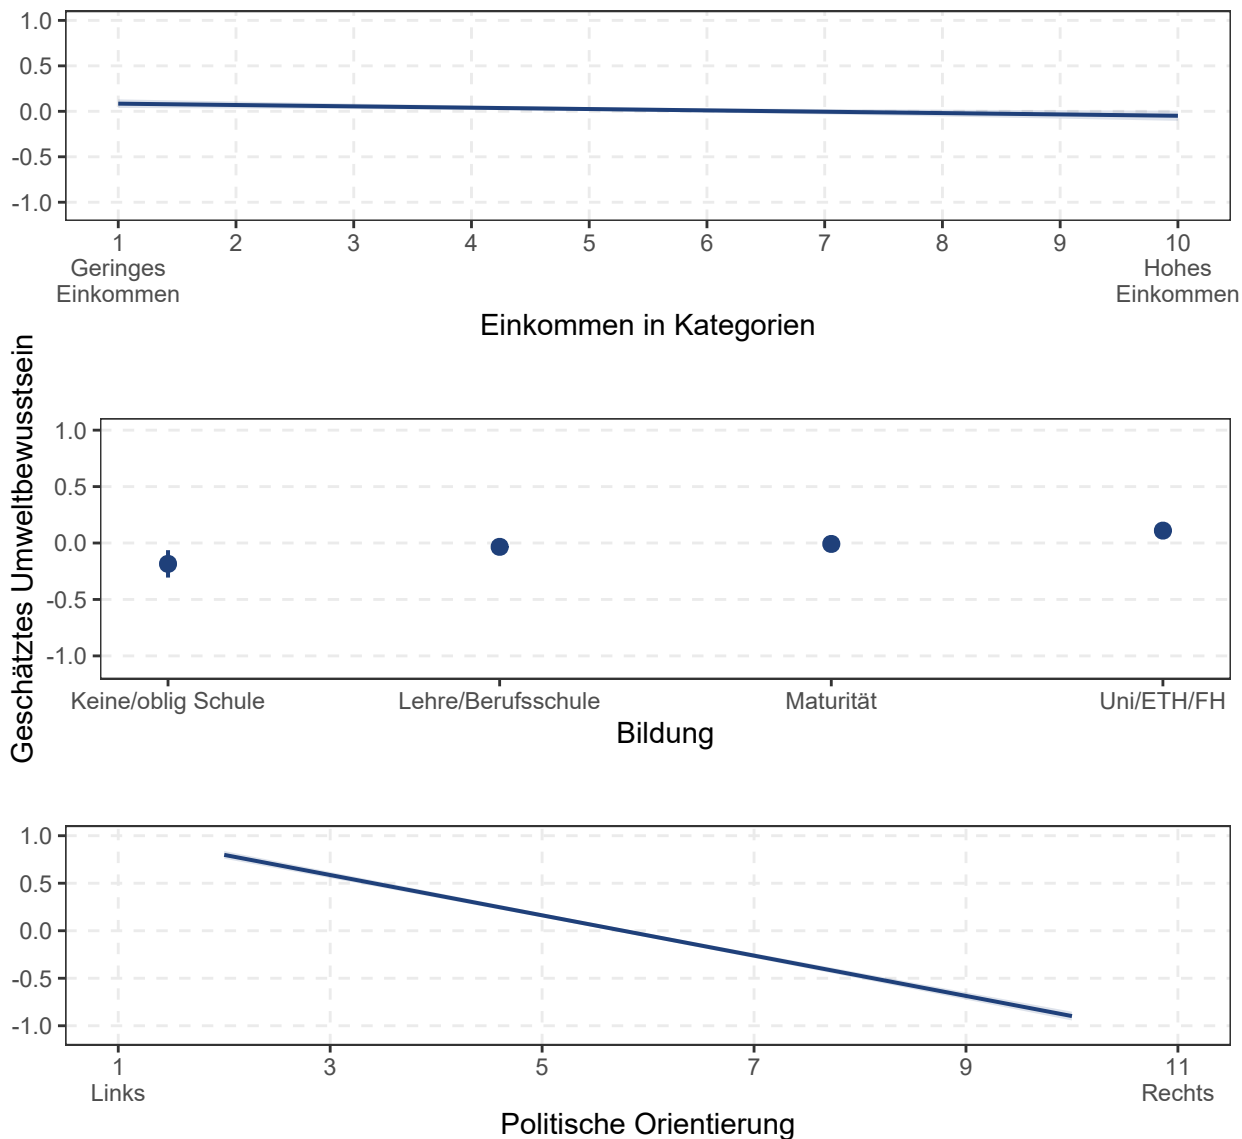 1.0
0.5
0.0
-0.5
-1.0
1 2 3 4 5 6 7 8 9 10
Geringes Hohes
Einkommen Einkommen
Einkommen in Kategorien
Geschätztes Umweltbewusstsein
1.0
0.5
0.0
-0.5
-1.0
Keine/oblig Schule Lehre/Berufsschule Maturität Uni/ETH/FH
Bildung
1.0
0.5
0.0
-0.5
-1.0
1 3 5 7 9 11
Links Rechts
Politische Orientierung